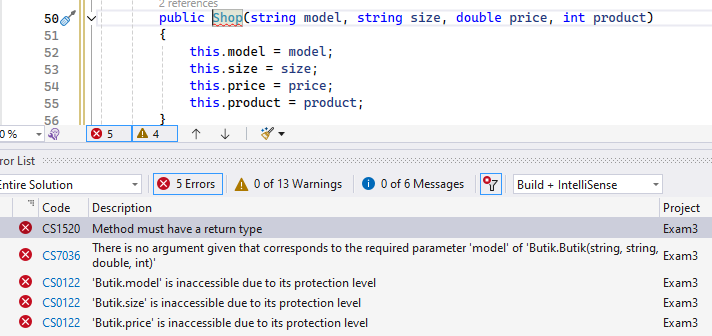 2 references
50 public Shop(string model, string size, double price, int product)
51 {
52 this.model = model;
53 this.size = size;
54 this.price = price;
55 this.product = product;
56 }
0 % 5 4
ror List
Entire Solution 5 Errors 0 of 13 Warnings 0 of 6 Messages Build + IntelliSense
Code Description Project
CS1520 Method must have a return type Exam3
CS7036 There is no argument given that corresponds to the required parameter 'model' of 'Butik.Butik(string, string, Exam3
double, int)'
CS0122 'Butik.model' is inaccessible due to its protection level Exam3
CS0122 'Butik.size' is inaccessible due to its protection level Exam3
CS0122 'Butik.price' is inaccessible due to its protection level Exam3